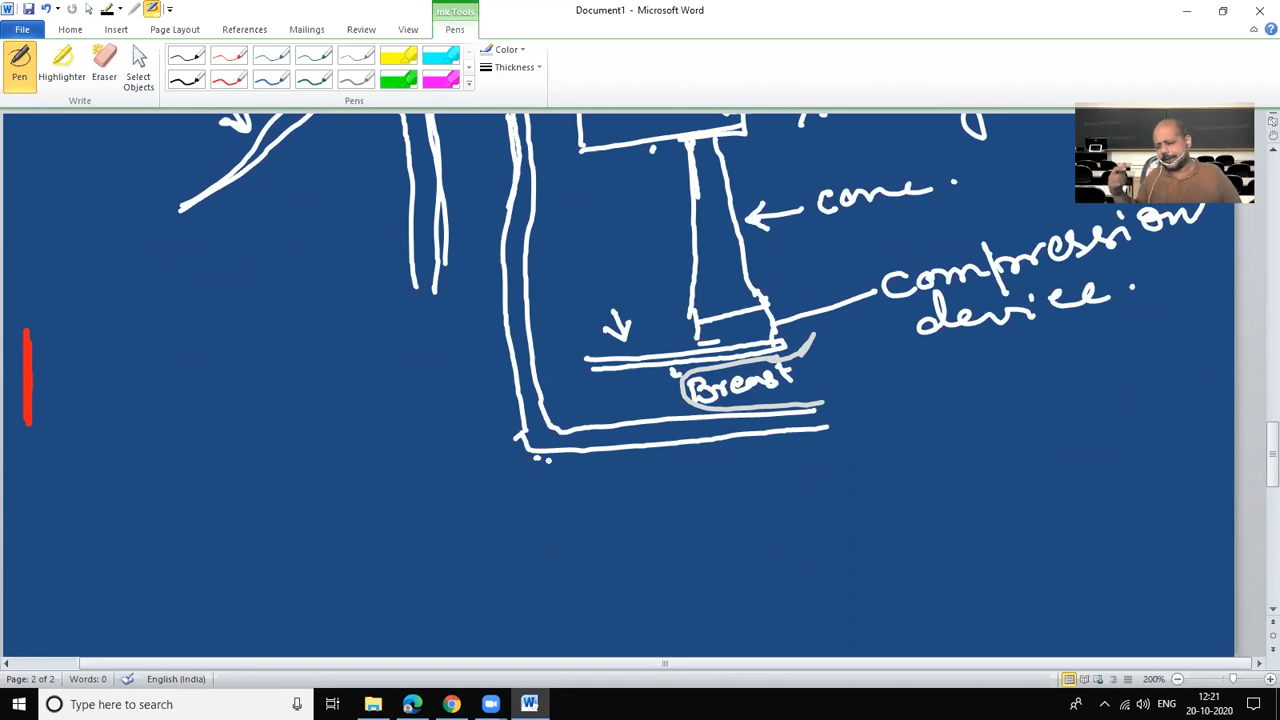 Document1 - Microsoft Word
Ink Tools
File Home Insert Page Layout References Mailings Review View Pens
Pen Highlighter Eraser Select Objects
Color
Thickness
Write
Pens
cone.
compression
device.
Breast
Page: 2 of 2 Words: 0 English (India) 200%
Type here to search
ENG
12:21
20-10-2020